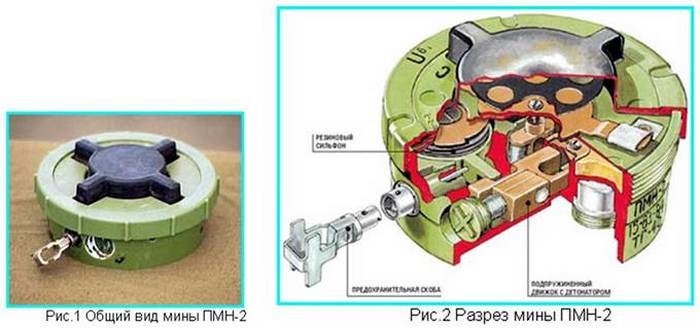 U
С
РЕЗИНОВЫЙ
СИЛЬФОН
ПМН-2
ПРЕДОХРАНИТЕЛЬНАЯ СКОБА
ПОДПРУЖИНЕННЫЙ
ДВИЖОК С ДЕТОНАТОРОМ
Рис.1 Общий вид мины ПМН-2
Рис.2 Разрез мины ПМН-2